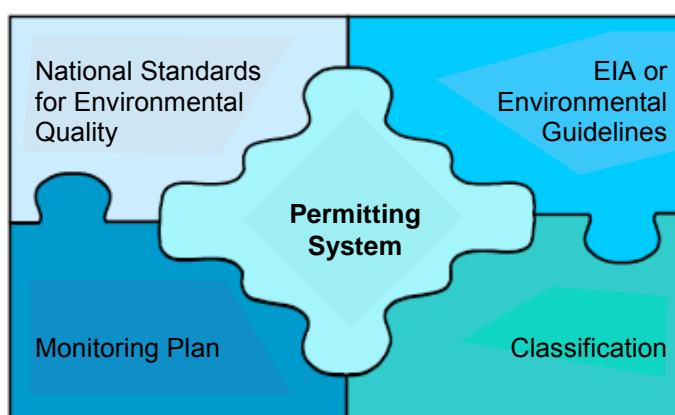 National Standards
for Environmental
Quality
EIA or
Environmental
Guidelines
Permitting
System
Monitoring Plan
Classification